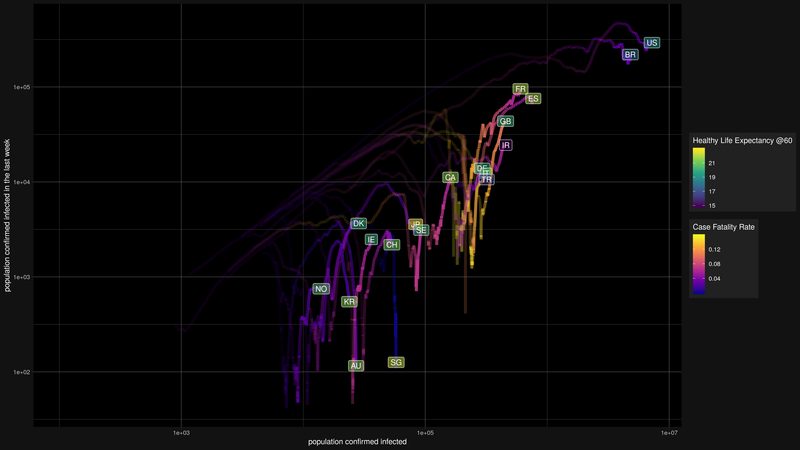 US
BR
1e+05
FR
ES
GB
Healthy Life Expectancy @60
IR
21
19
17
15
population confirmed infected in the last week
DE
IT
TR
CA
1e+04
DK
JP
SE
IE
CH
Case Fatality Rate
0.12
0.08
0.04
1e+03
NO
KR
SG
AU
1e+02
1e+03
1e+05
1e+07
population confirmed infected